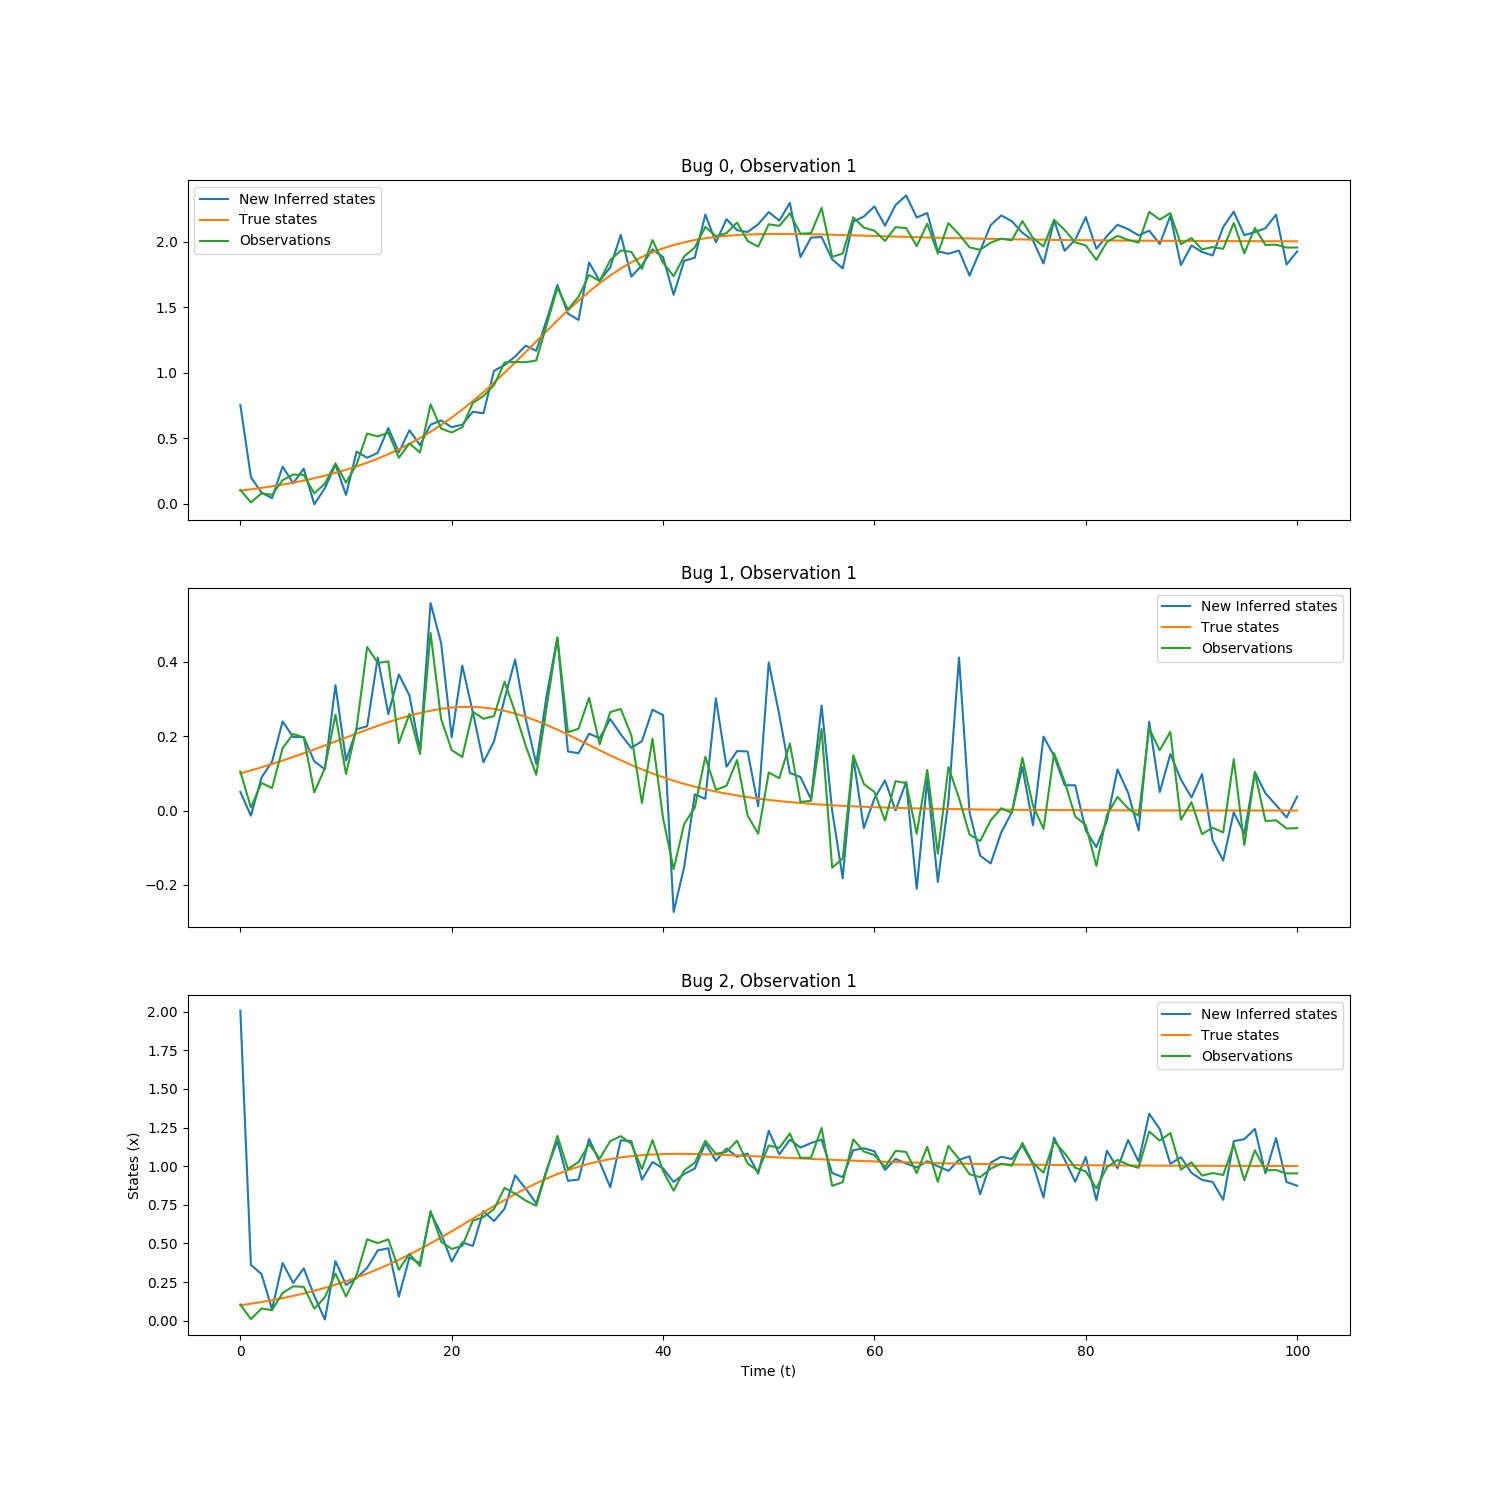 Bug 0, Observation 1
New Inferred states
True states
Observations
2.0
1.5
1.0
0.5
0.0
Bug 1, Observation 1
New Inferred states
True states
Observations
0.4
0.2
0.0
−0.2
Bug 2, Observation 1
New Inferred states
True states
Observations
2.00
1.75
1.50
1.25
1.00
0.75
0.50
0.25
0.00
States (x)
0 20 40 60 80 100
Time (t)